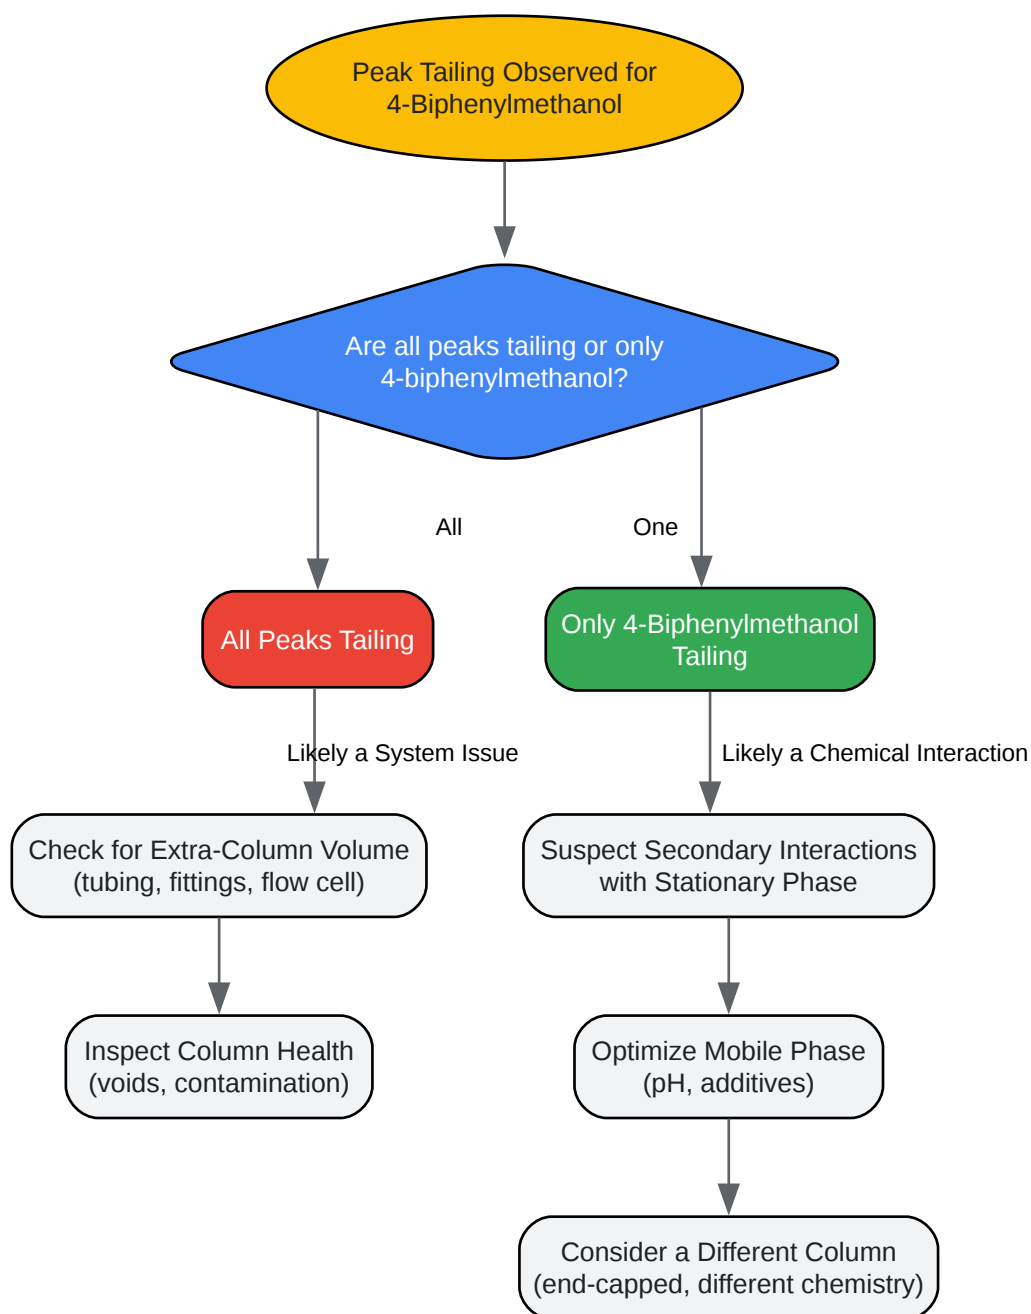 Peak Tailing Observed for
4-Biphenylmethanol
Are all peaks tailing or only
4-biphenylmethanol?
All
One
All Peaks Tailing
Only 4-Biphenylmethanol
Tailing
Likely a System Issue
Likely a Chemical Interaction
Check for Extra-Column Volume
(tubing, fittings, flow cell)
Suspect Secondary Interactions
with Stationary Phase
Inspect Column Health
(voids, contamination)
Optimize Mobile Phase
(pH, additives)
Consider a Different Column
(end-capped, different chemistry)